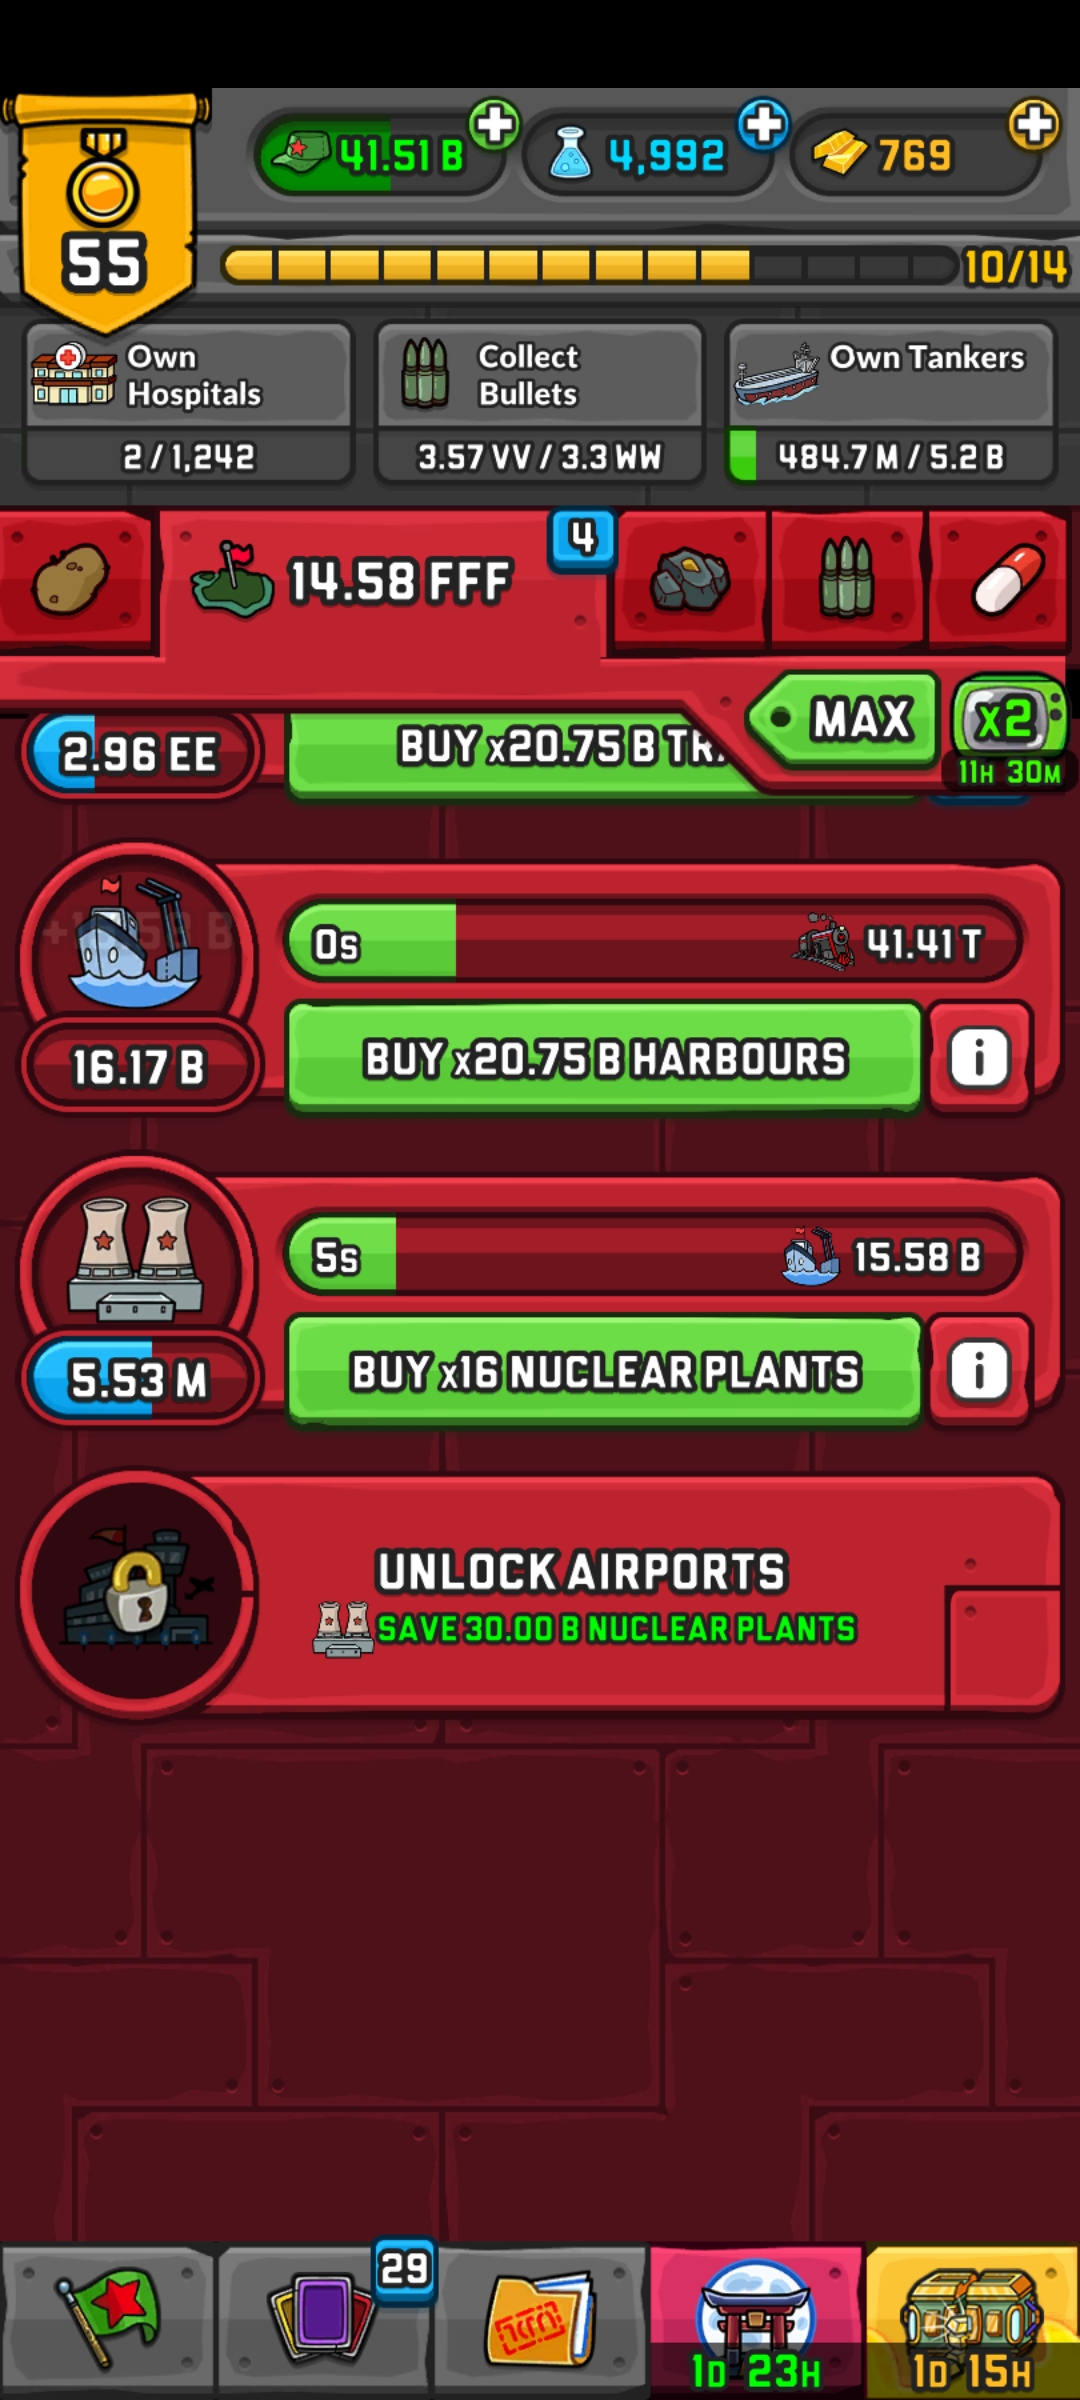 41.51 B
4,992
769
55
10/14
Own Hospitals
2 / 1,242
Collect Bullets
3.57 VV / 3.3 WW
Own Tankers
484.7 M / 5.2 B
14.58 FFF
4
MAX
x2
11H 30M
2.96 EE
BUY x20.75 B
0s
41.41 T
16.17 B
BUY x20.75 B HARBOURS
i
5s
15.58 B
5.53 M
BUY x16 NUCLEAR PLANTS
i
UNLOCK AIRPORTS
SAVE 30.00 B NUCLEAR PLANTS
29
1D 23H
1D 15H